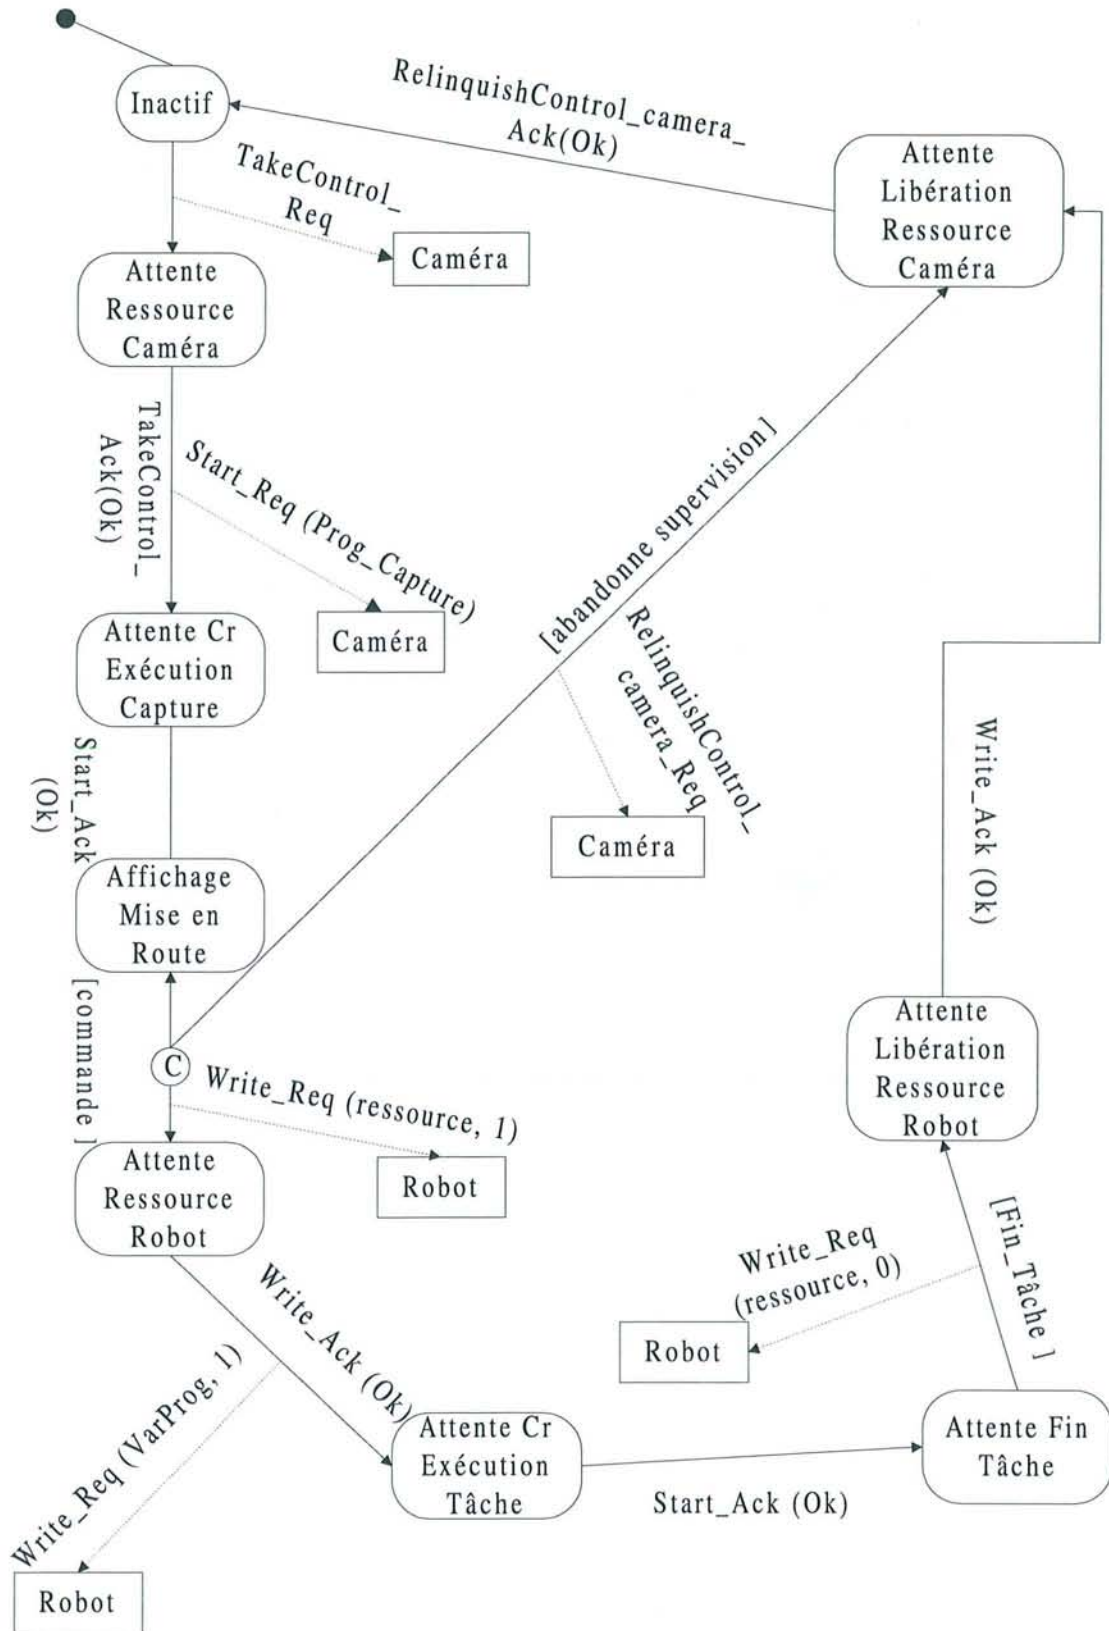 Inactif
RelinquishControl_camera_
Ack(Ok)
Attente
Libération
Ressource
Caméra
TakeControl_
Req
Caméra
Attente
Ressource
Caméra
TakeControl_
Ack(Ok)
Start_Req (Prog_Capture)
Caméra
Attente Cr
Exécution
Capture
[abandonne supervision]
RelinquishControl_
camera_Req
Caméra
Start_Ack
(Ok)
Affichage
Mise en
Route
[commande ]
C
Write_Req (ressource, 1)
Robot
Attente
Ressource
Robot
Write_Ack (Ok)
Attente
Libération
Ressource
Robot
[Fin_Tâche ]
Write_Req
(ressource, 0)
Robot
Write_Ack (Ok)
Write_Req (VarProg, 1)
Robot
Attente Cr
Exécution
Tâche
Start_Ack (Ok)
Attente Fin
Tâche